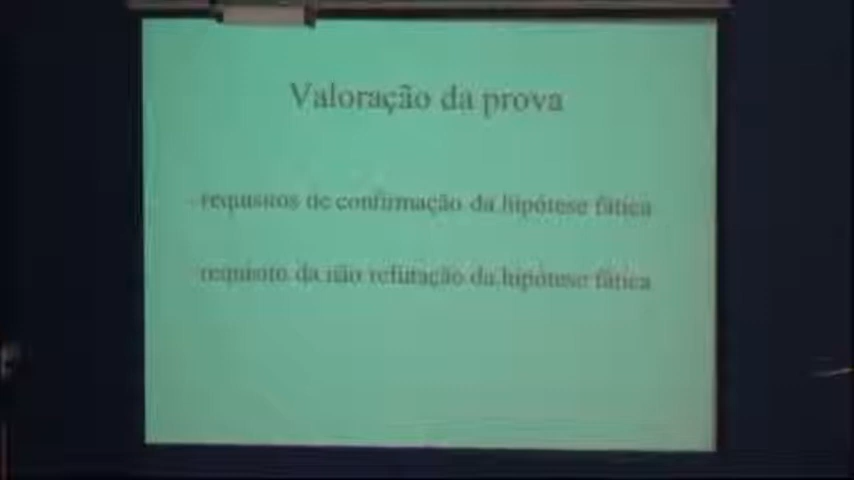 Valoração da prova
- requisitos de confirmação da hipótese fática
- requisito da não refutação da hipótese fática